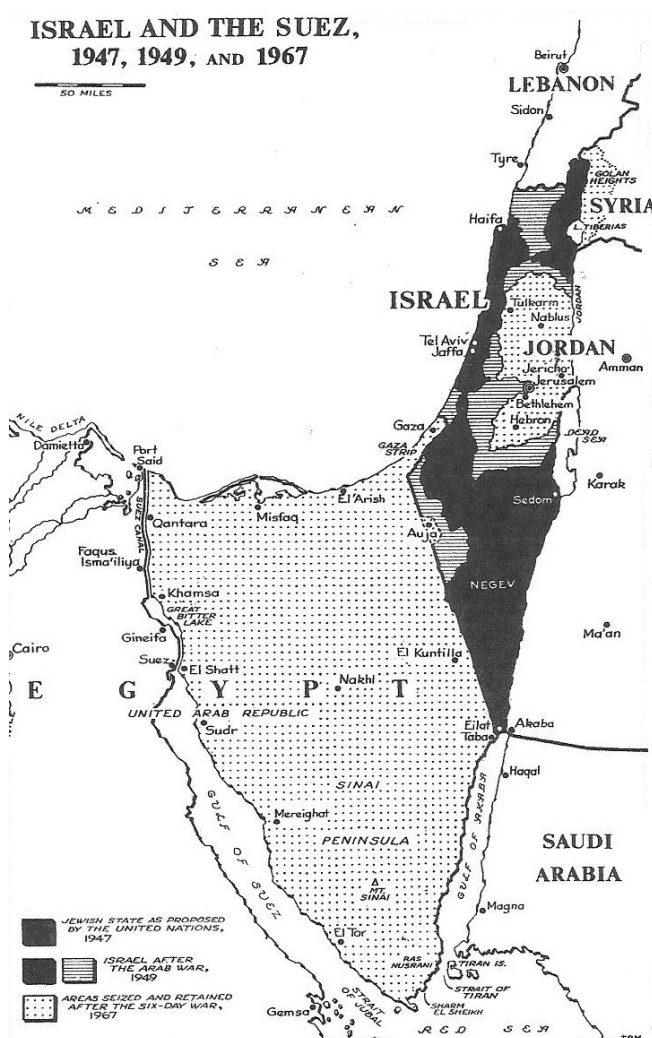 ISRAEL AND THE SUEZ,
1947, 1949, AND 1967
50 MILES
Beirut
LEBANON
Sidon
Tyre
GOLAN
HEIGHTS
SYRIA
Haifa
L. TIBERIAS
MEDITERRANEAN
SEA
ISRAEL
Tulkarm
Nablus
JORDAN
Tel Aviv
Jaffa
JORDAN
Amman
Jericho
Jerusalem
Bethlehem
Hebron
DEAD
SEA
Gaza
GAZA
STRIP
NILE DELTA
Damietta
Port
Said
SUEZ CANAL
Qantara
Misfaq
El'Arish
Sedom
Karak
Auja
Faqus
Isma'iliya
NEGEV
Khamsa
GREAT
BITTER
LAKE
Gineifa
Ma'an
Cairo
Suez
El Shatt
El Kuntilla
Nakhl
EGYPT
UNITED ARAB REPUBLIC
Sudr
Eilat
Taba
Akaba
Haqal
SINAI
PENINSULA
Mereighat
GULF OF SUEZ
GULF OF AKABA
SAUDI
ARABIA
MT.
SINAI
Magna
El Tor
RAS
NUSRANI
TIRAN IS.
STRAIT OF
TIRAN
SHARM
EL SHEIKH
STRAIT
OF JUBAL
Gemsa
RED SEA
JEWISH STATE AS PROPOSED
BY THE UNITED NATIONS,
1947
ISRAEL AFTER
THE ARAB WAR,
1949
AREAS SEIZED AND RETAINED
AFTER THE SIX-DAY WAR,
1967